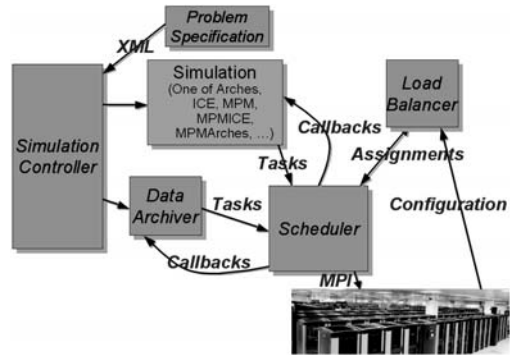 Problem
Specification
XML
Simulation
(One of Arches,
ICE, MPM,
MPMICE,
MPMArches, ...)
Load
Balancer
Simulation
Controller
Callbacks
Tasks
Assignments
Data
Archiver
Tasks
Scheduler
Configuration
Callbacks
MPI